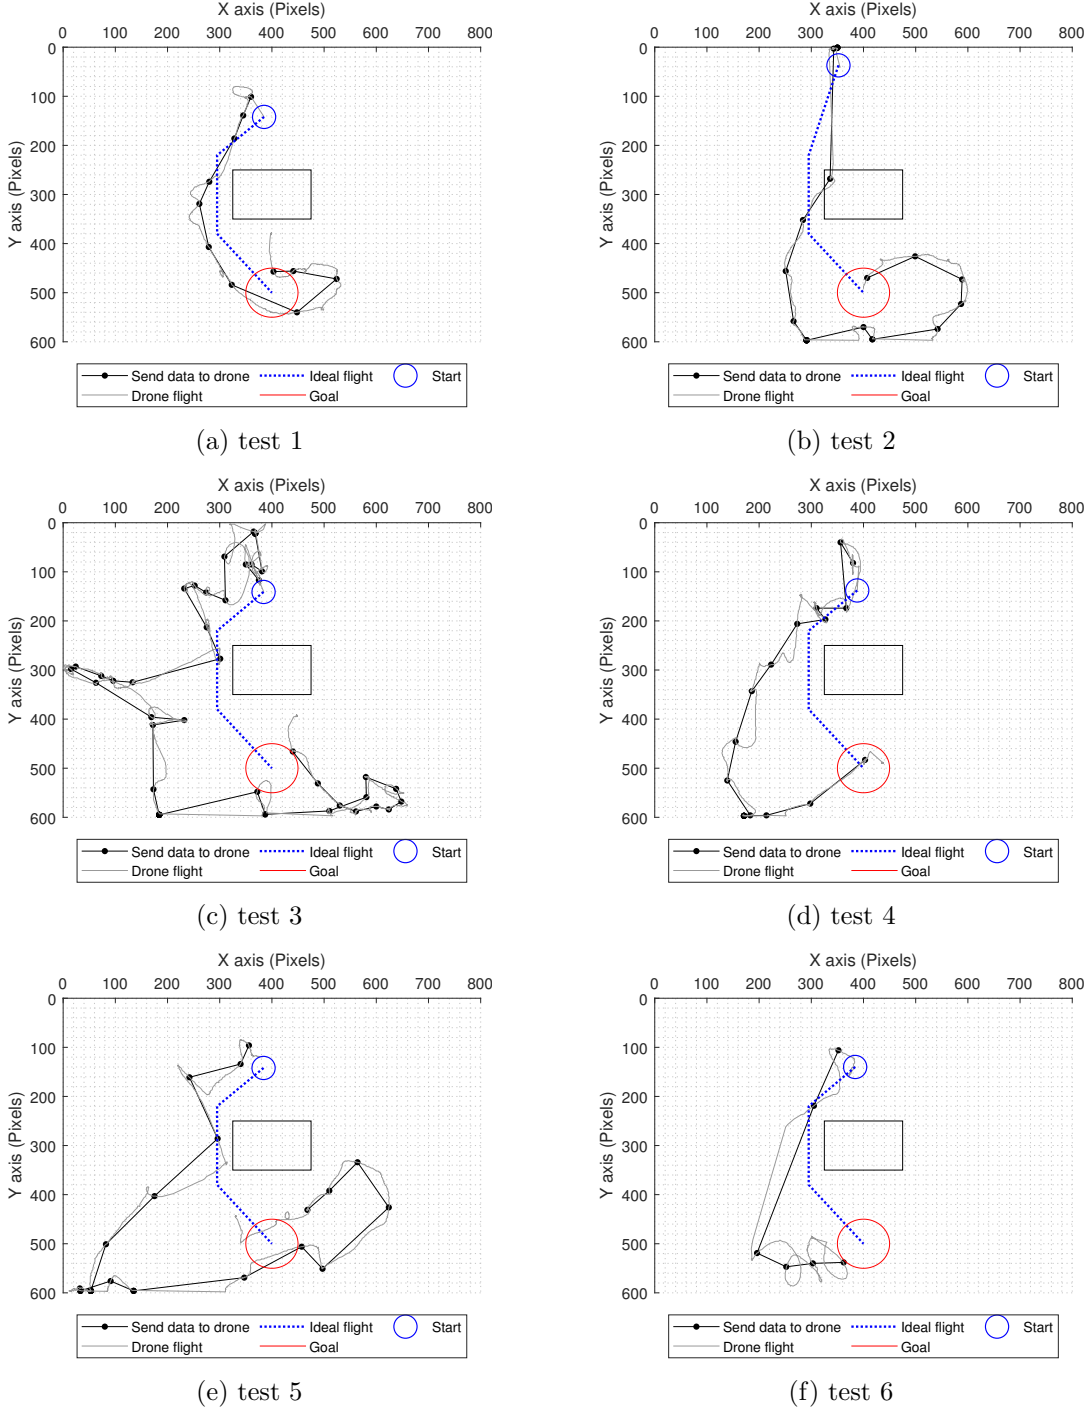 X axis (Pixels)
X axis (Pixels)
0 100 200 300 400 500 600 700 800
0 100 200 300 400 500 600 700 800
Y axis (Pixels)
0
100
200
300
400
500
600
Y axis (Pixels)
0
100
200
300
400
500
600
Send data to drone Ideal flight Start
Drone flight Goal
Send data to drone Ideal flight Start
Drone flight Goal
(a) test 1
(b) test 2
X axis (Pixels)
X axis (Pixels)
0 100 200 300 400 500 600 700 800
0 100 200 300 400 500 600 700 800
Y axis (Pixels)
0
100
200
300
400
500
600
Y axis (Pixels)
0
100
200
300
400
500
600
Send data to drone Ideal flight Start
Drone flight Goal
Send data to drone Ideal flight Start
Drone flight Goal
(c) test 3
(d) test 4
X axis (Pixels)
X axis (Pixels)
0 100 200 300 400 500 600 700 800
0 100 200 300 400 500 600 700 800
Y axis (Pixels)
0
100
200
300
400
500
600
Y axis (Pixels)
0
100
200
300
400
500
600
Send data to drone Ideal flight Start
Drone flight Goal
Send data to drone Ideal flight Start
Drone flight Goal
(e) test 5
(f) test 6